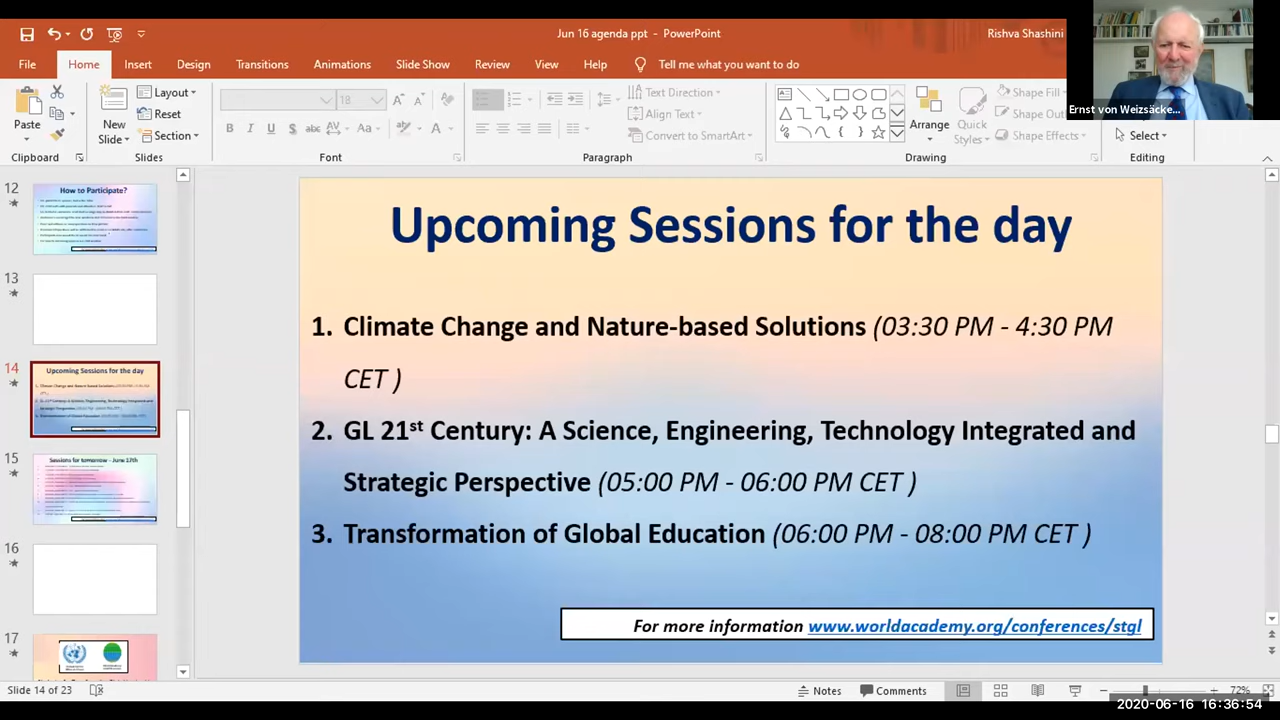 Jun 16 agenda ppt - PowerPoint
Rishva Shashini
File Home Insert Design Transitions Animations Slide Show Review View Help Tell me what you want to do
Paste
New
Slide
Layout
Reset
Section
18
B I U S abc AV Aa A
Text Direction
Align Text
Convert to SmartArt
Arrange
Quick
Styles
Shape Fill
Shape Out
Shape Effects
Select
Clipboard Slides Font Paragraph Drawing Editing
Ernst von Weizsäcke...
12
How to Participate?
13
14
Upcoming Sessions for the day
15
Sessions for tomorrow - June 17th
16
17
Upcoming Sessions for the day
1. Climate Change and Nature-based Solutions (03:30 PM - 4:30 PM
CET )
2. GL 21st Century: A Science, Engineering, Technology Integrated and
Strategic Perspective (05:00 PM - 06:00 PM CET )
3. Transformation of Global Education (06:00 PM - 08:00 PM CET )
For more information www.worldacademy.org/conferences/stgl
Slide 14 of 23
Notes Comments
72%
2020-06-16 16:36:54